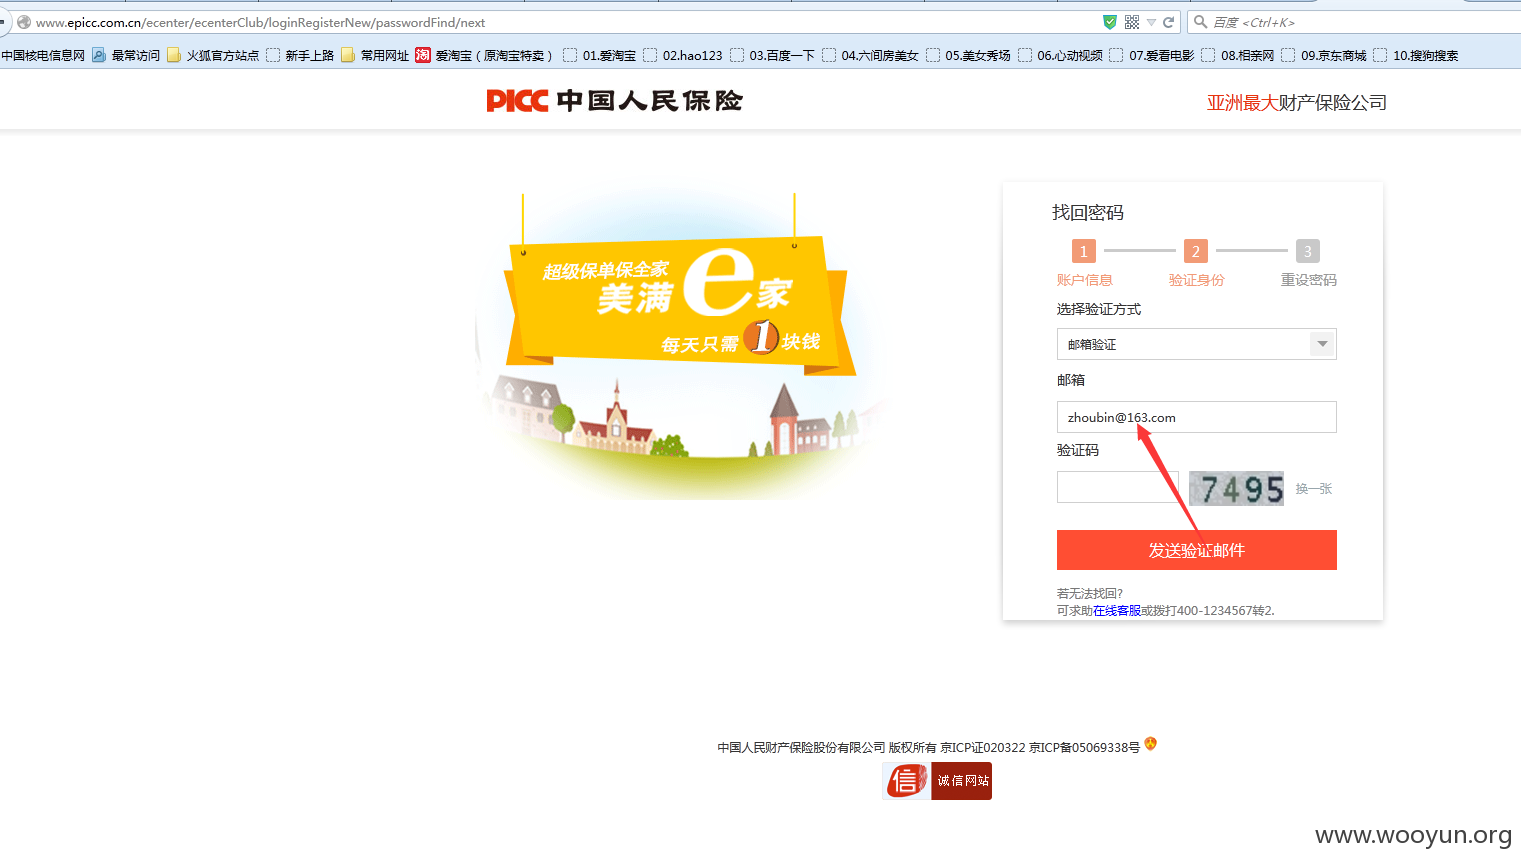 www.epicc.com.cn/ecenter/ecenterClub/loginRegisterNew/passwordFind/next
百度 <Ctrl+K>
中国核电信息网 最常访问 火狐官方站点 新手上路 常用网址 淘 爱淘宝（原淘宝特卖） 01.爱淘宝 02.hao123 03.百度一下 04.六间房美女 05.美女秀场 06.心动视频 07.爱看电影 08.相亲网 09.京东商城 10.搜狗搜索
PICC 中国人民保险
亚洲最大财产保险公司
超级保单保全家
美满e家
每天只需1块钱
找回密码
1 2 3
账户信息 验证身份 重设密码
选择验证方式
邮箱验证
邮箱
zhoubin@163.com
验证码
7495 换一张
发送验证邮件
若无法找回?
可求助在线客服或拨打400-1234567转2.
中国人民财产保险股份有限公司 版权所有 京ICP证020322 京ICP备05069338号
信 诚信网站
www.wooyun.org